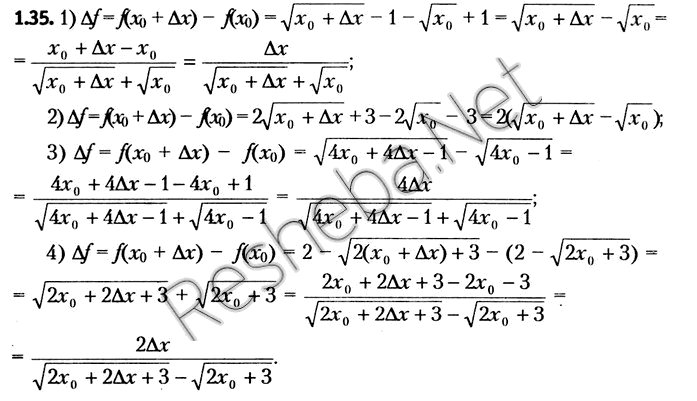 1.35. 1) Δf = f(x₀ + Δx) − f(x₀) = √(x₀ + Δx) − 1 − √x₀ + 1 = √(x₀ + Δx) − √x₀ =
= (x₀ + Δx − x₀)/(√(x₀ + Δx) + √x₀) = Δx/(√(x₀ + Δx) + √x₀);
2) Δf = f(x₀ + Δx) − f(x₀) = 2√(x₀ + Δx) + 3 − 2√x₀ − 3 = 2(√(x₀ + Δx) − √x₀);
3) Δf = f(x₀ + Δx) − f(x₀) = √(4x₀ + 4Δx − 1) − √(4x₀ − 1) =
= (4x₀ + 4Δx − 1 − 4x₀ + 1)/(√(4x₀ + 4Δx − 1) + √(4x₀ − 1)) = 4Δx/(√(4x₀ + 4Δx − 1) + √(4x₀ − 1));
4) Δf = f(x₀ + Δx) − f(x₀) = 2 − √(2(x₀ + Δx) + 3) − (2 − √(2x₀ + 3)) =
= √(2x₀ + 2Δx + 3) + √(2x₀ + 3) = (2x₀ + 2Δx + 3 − 2x₀ − 3)/(√(2x₀ + 2Δx + 3) − √(2x₀ + 3)) =
= 2Δx/(√(2x₀ + 2Δx + 3) − √(2x₀ + 3)).
Resheba.Net